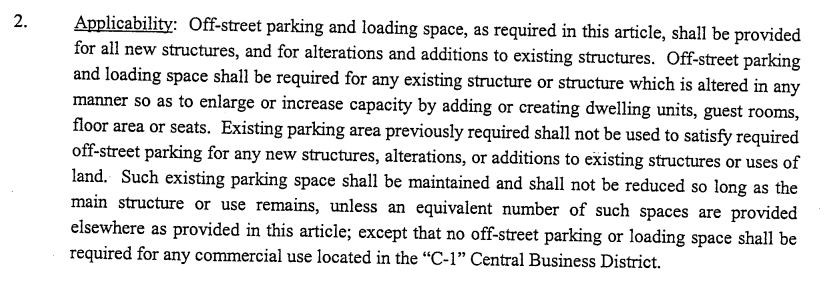 2. Applicability: Off-street parking and loading space, as required in this article, shall be provided
for all new structures, and for alterations and additions to existing structures. Off-street parking
and loading space shall be required for any existing structure or structure which is altered in any
manner so as to enlarge or increase capacity by adding or creating dwelling units, guest rooms,
floor area or seats. Existing parking area previously required shall not be used to satisfy required
off-street parking for any new structures, alterations, or additions to existing structures or uses of
land. Such existing parking space shall be maintained and shall not be reduced so long as the
main structure or use remains, unless an equivalent number of such spaces are provided
elsewhere as provided in this article; except that no off-street parking or loading space shall be
required for any commercial use located in the “C-1” Central Business District.